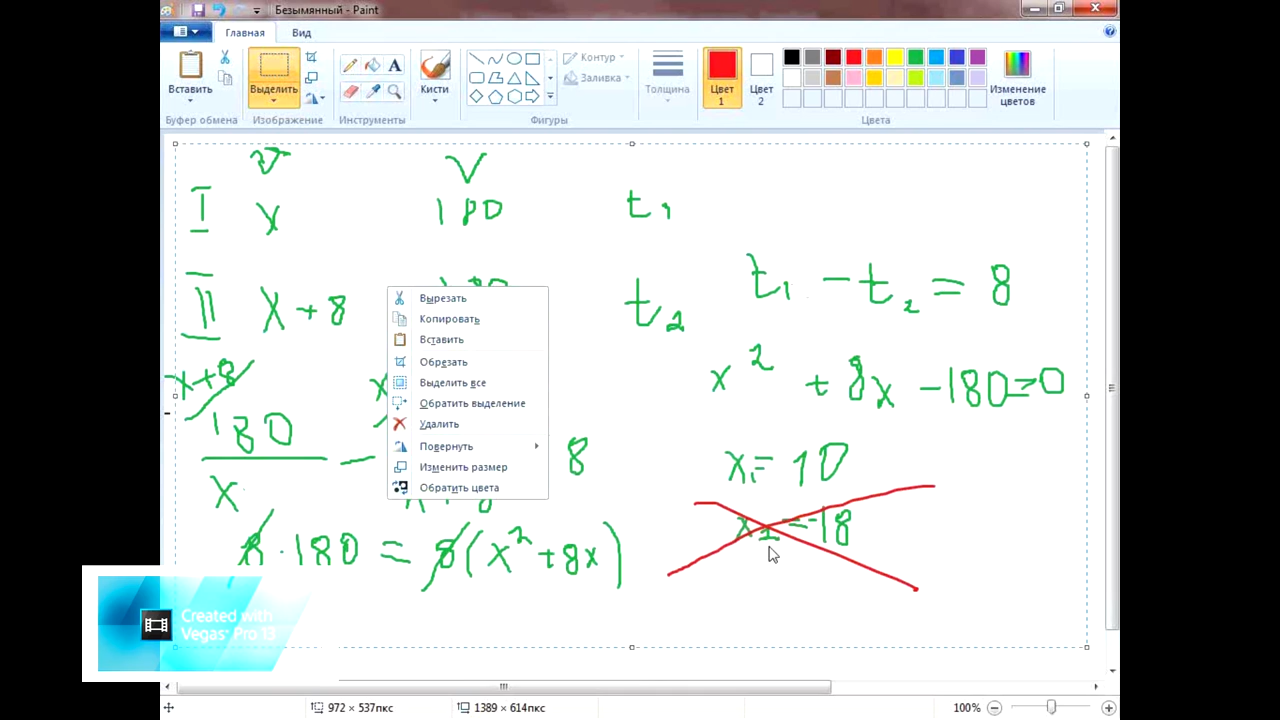 Безымянный - Paint
Главная Вид
Вставить Выделить Кисти Контур Заливка Толщина Цвет 1 Цвет 2 Изменение цветов
Буфер обмена Изображение Инструменты Фигуры Цвета
v V
I x 180 t₁
II x + 8 t₂ t₁ - t₂ = 8
Вырезать
Копировать
Вставить
Обрезать
Выделить все
Обратить выделение
Удалить
Повернуть
Изменить размер
Обратить цвета
x+8
x² + 8x - 180 = 0
180
x - 8
x₁ = 10
x₂ = -18
8 · 180 = 8(x² + 8x)
Created with
Vegas® Pro 13
972 × 537пкс 1389 × 614пкс 100%